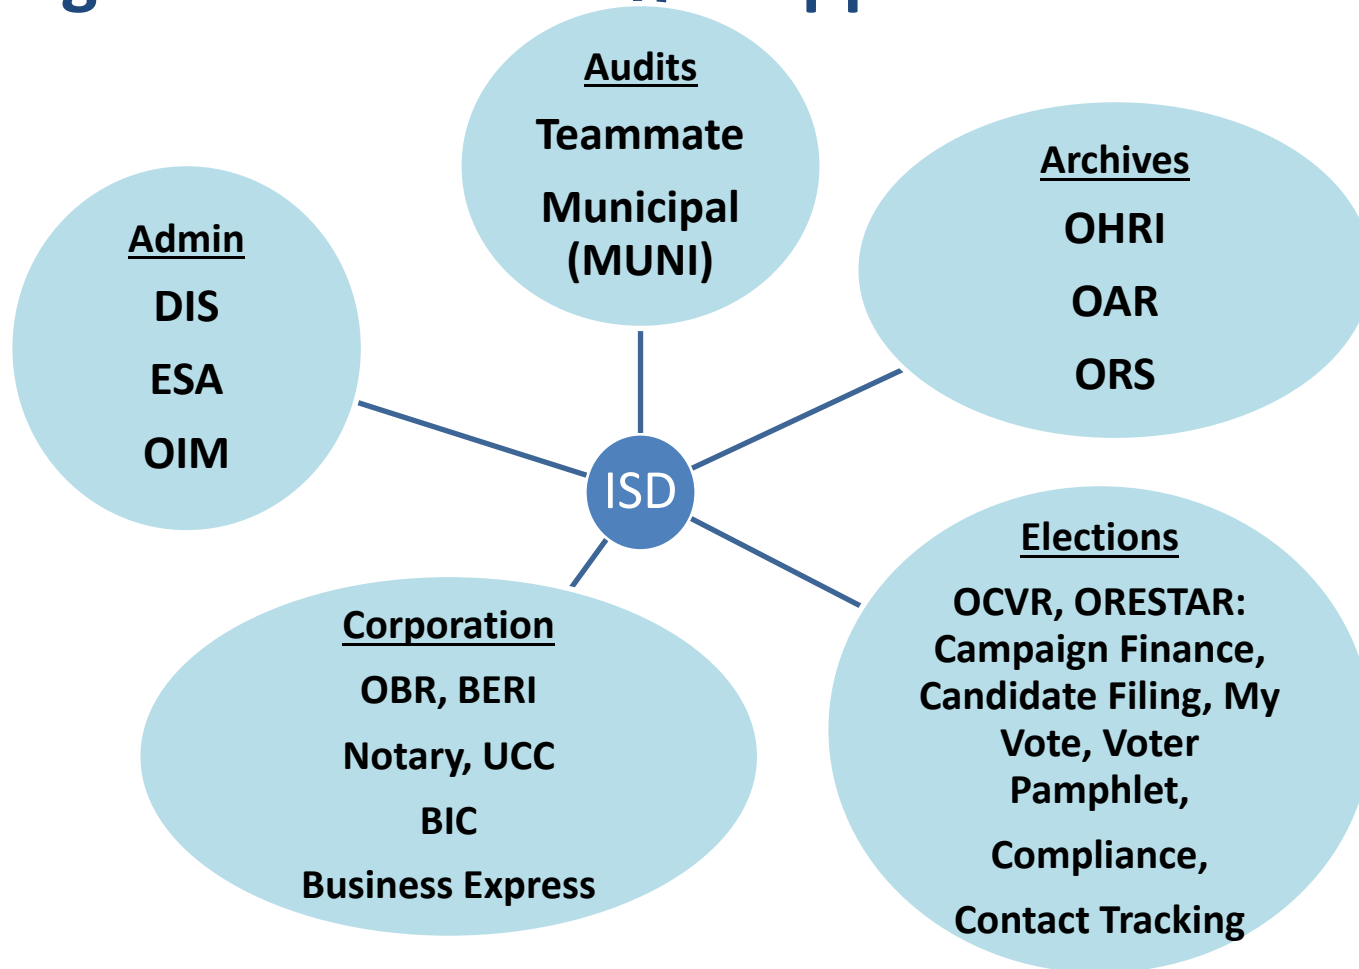 Audits
Teammate
Municipal
(MUNI)
Archives
OHRI
OAR
ORS
Admin
DIS
ESA
OIM
ISD
Elections
OCVR, ORESTAR:
Campaign Finance,
Candidate Filing, My
Vote, Voter
Pamphlet,
Compliance,
Contact Tracking
Corporation
OBR, BERI
Notary, UCC
BIC
Business Express